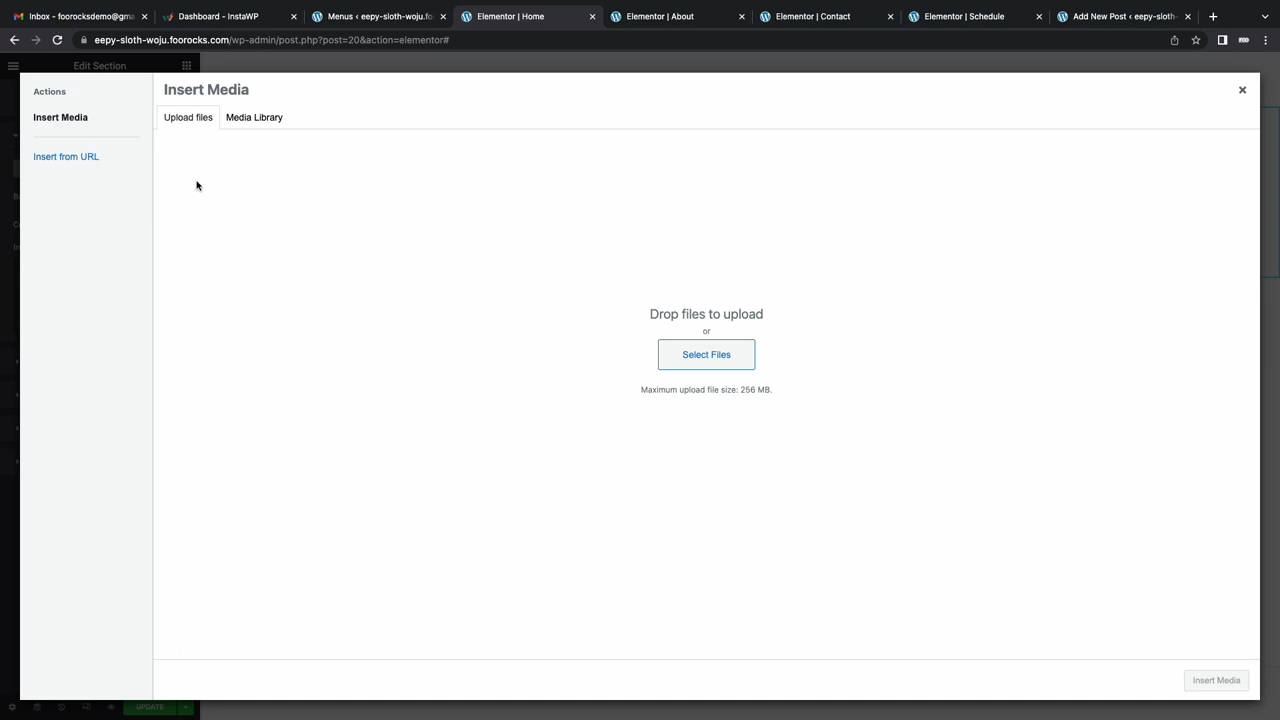 Inbox - foorocksdemo@gma
Dashboard - InstaWP
Menus ‹ eepy-sloth-woju.fo
Elementor | Home
Elementor | About
Elementor | Contact
Elementor | Schedule
Add New Post ‹ eepy-sloth-
eepy-sloth-woju.foorocks.com/wp-admin/post.php?post=20&action=elementor#
Edit Section
Actions
Insert Media
Insert from URL
Insert Media
Upload files
Media Library
Drop files to upload
or
Select Files
Maximum upload file size: 256 MB.
Insert Media
UPDATE